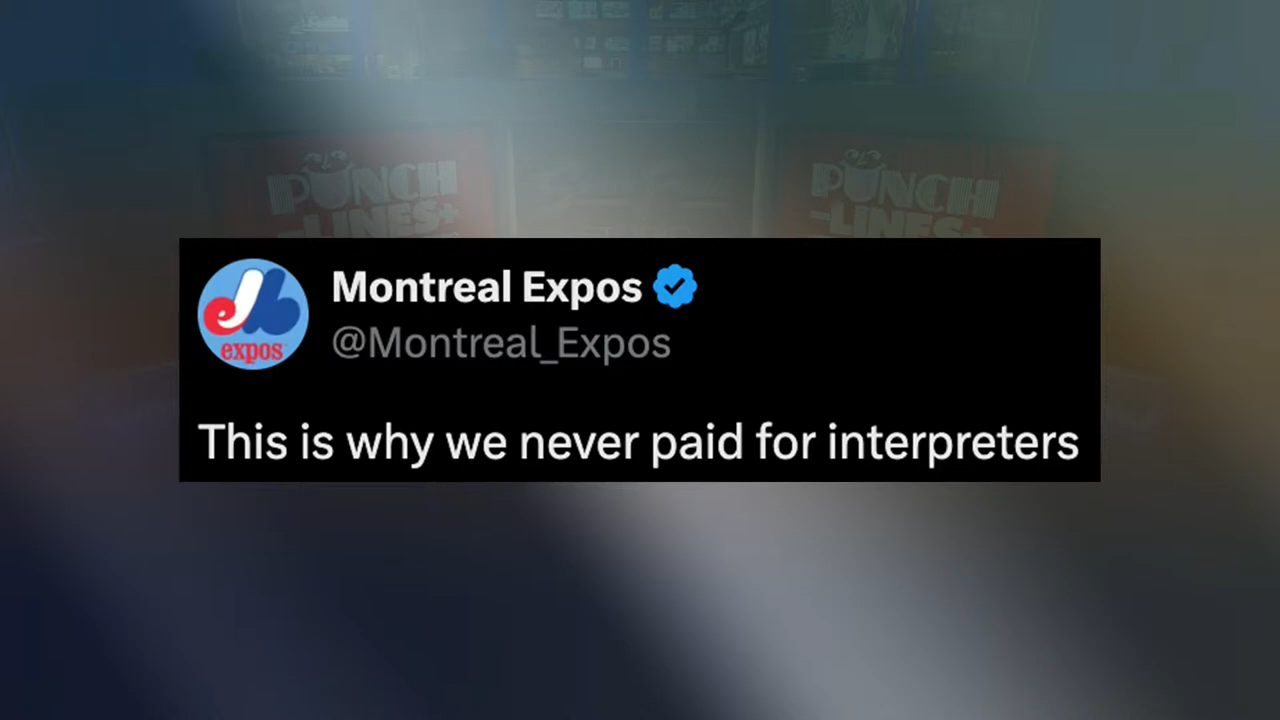 PUNCH
LINES+
PUNCH
LINES+
Montreal Expos
@Montreal_Expos
expos
This is why we never paid for interpreters